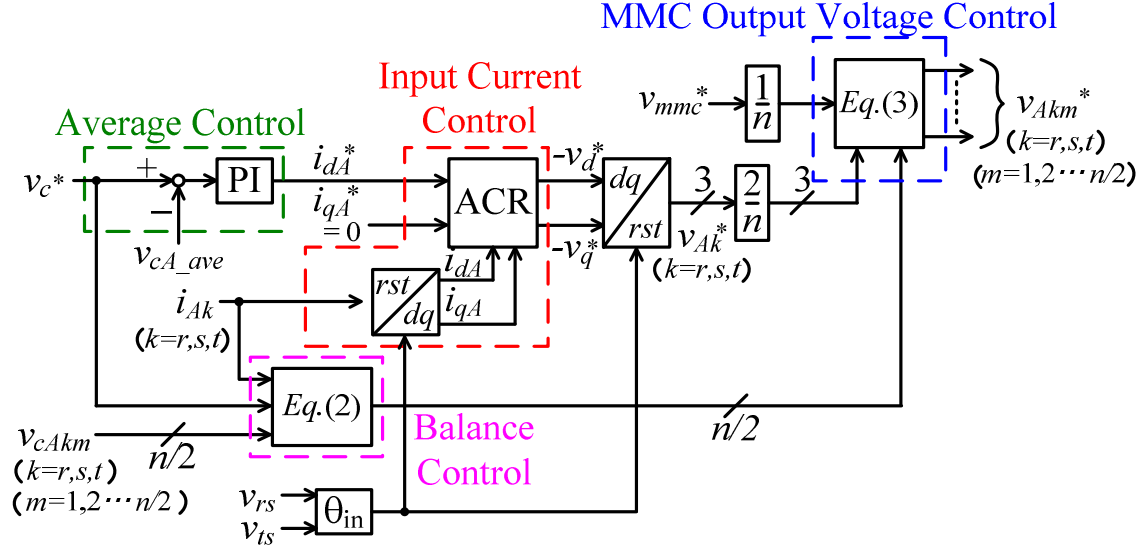 MMC Output Voltage Control
Input Current
Control
Average Control
v_mmc*
1
n
Eq.(3)
v_Akm*
(k=r,s,t)
(m=1,2⋯n/2)
v_c*
+
−
PI
i_dA*
i_qA*
=0
ACR
-v_d*
-v_q*
dq
rst
3
2
n
3
v_Ak*
(k=r,s,t)
v_cA_ave
i_Ak
(k=r,s,t)
rst
dq
i_dA
i_qA
Eq.(2)
Balance
Control
n/2
v_cAkm
n/2
(k=r,s,t)
(m=1,2⋯n/2)
v_rs
v_ts
θ_in